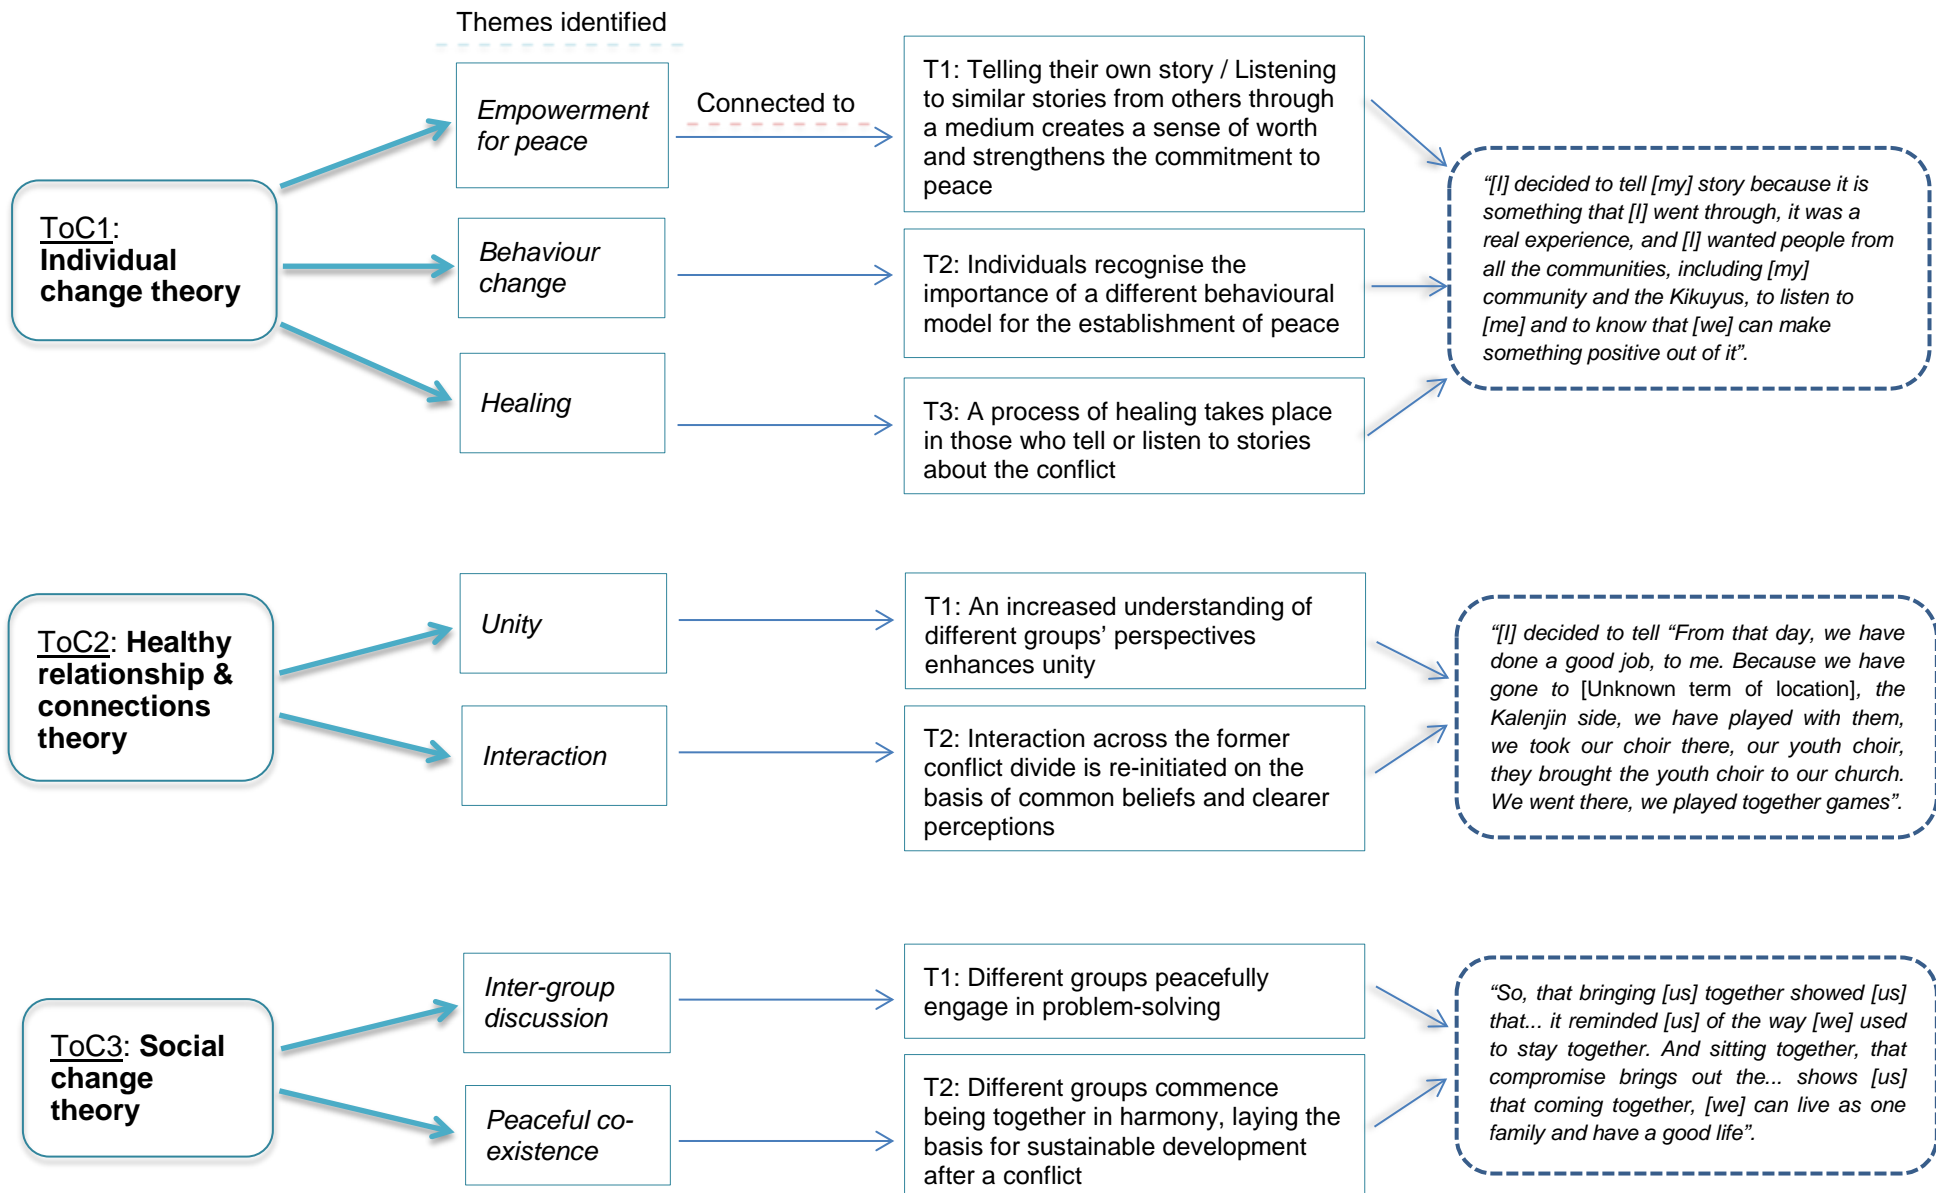 Themes identified
Connected to
ToC1:
Individual
change theory
Empowerment
for peace
T1: Telling their own story / Listening
to similar stories from others through
a medium creates a sense of worth
and strengthens the commitment to
peace
Behaviour
change
T2: Individuals recognise the
importance of a different behavioural
model for the establishment of peace
Healing
T3: A process of healing takes place
in those who tell or listen to stories
about the conflict
“[I] decided to tell [my] story because it is
something that [I] went through, it was a
real experience, and [I] wanted people from
all the communities, including [my]
community and the Kikuyus, to listen to
[me] and to know that [we] can make
something positive out of it”.
ToC2: Healthy
relationship &
connections
theory
Unity
T1: An increased understanding of
different groups’ perspectives
enhances unity
Interaction
T2: Interaction across the former
conflict divide is re-initiated on the
basis of common beliefs and clearer
perceptions
“[I] decided to tell “From that day, we have
done a good job, to me. Because we have
gone to [Unknown term of location], the
Kalenjin side, we have played with them,
we took our choir there, our youth choir,
they brought the youth choir to our church.
We went there, we played together games”.
ToC3: Social
change
theory
Inter-group
discussion
T1: Different groups peacefully
engage in problem-solving
Peaceful co-
existence
T2: Different groups commence
being together in harmony, laying the
basis for sustainable development
after a conflict
“So, that bringing [us] together showed [us]
that... it reminded [us] of the way [we] used
to stay together. And sitting together, that
compromise brings out the... shows [us]
that coming together, [we] can live as one
family and have a good life”.